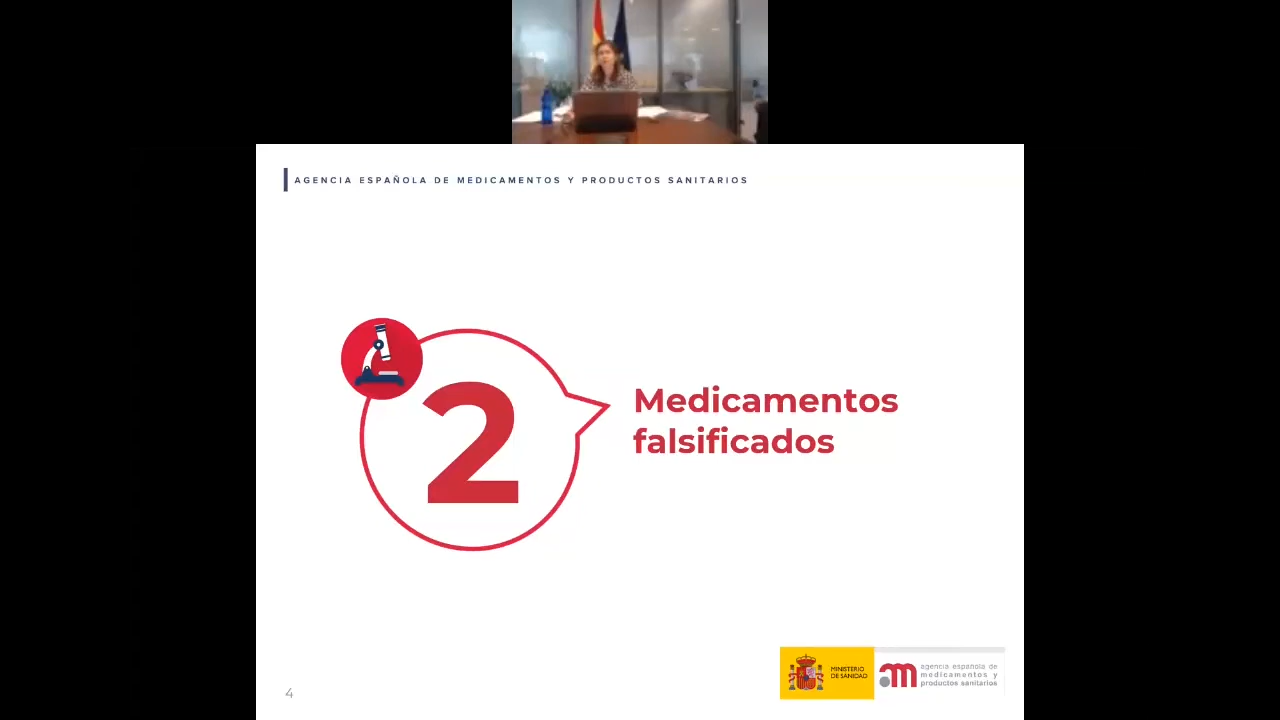 AGENCIA ESPAÑOLA DE MEDICAMENTOS Y PRODUCTOS SANITARIOS
2
Medicamentos
falsificados
MINISTERIO
DE SANIDAD
am
agencia española de
medicamentos y
productos sanitarios
4